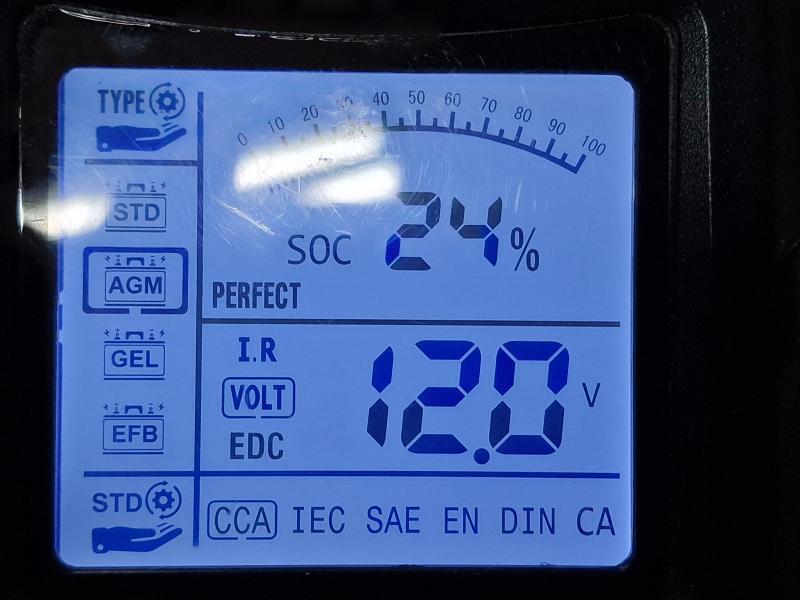 TYPE
0 10 20 30 40 50 60 70 80 90 100
STD
SOC 24%
AGM
PERFECT
GEL
I.R
VOLT 12.0 V
EFB
EDC
STD
CCA IEC SAE EN DIN CA